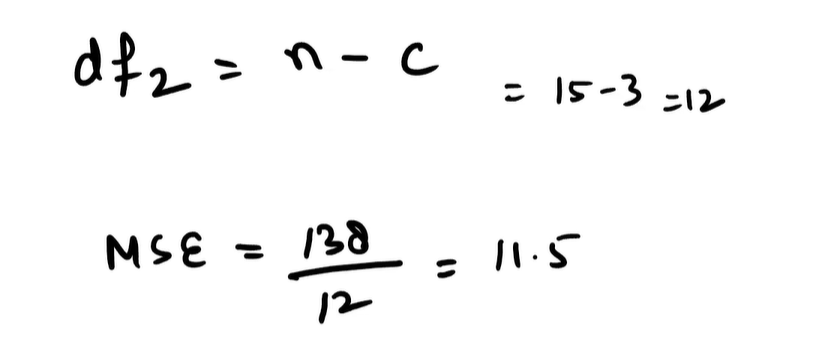 df₂ = n - c = 15-3 =12
MSE = 138/12 = 11.5